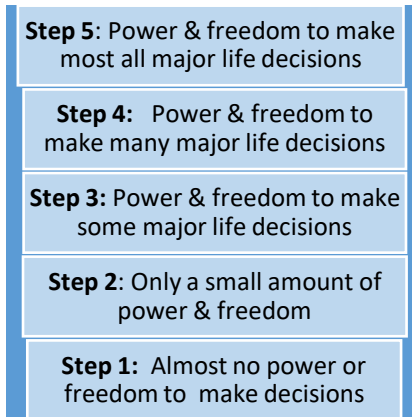 Step 5: Power & freedom to make
most all major life decisions
Step 4: Power & freedom to
make many major life decisions
Step 3: Power & freedom to make
some major life decisions
Step 2: Only a small amount of
power & freedom
Step 1: Almost no power or
freedom to make decisions